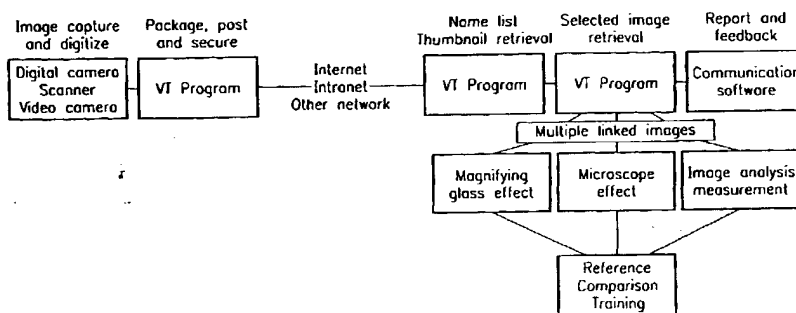 Image capture
and digitize
Package, post
and secure
Name list
Thumbnail retrieval
Selected image
retrieval
Report and
feedback
Digital camera
Scanner
Video camera
VT Program
Internet
Intranet
Other network
VT Program
VT Program
Communication
software
Multiple linked images
Magnifying
glass effect
Microscope
effect
Image analysis
measurement
Reference
Comparison
Training